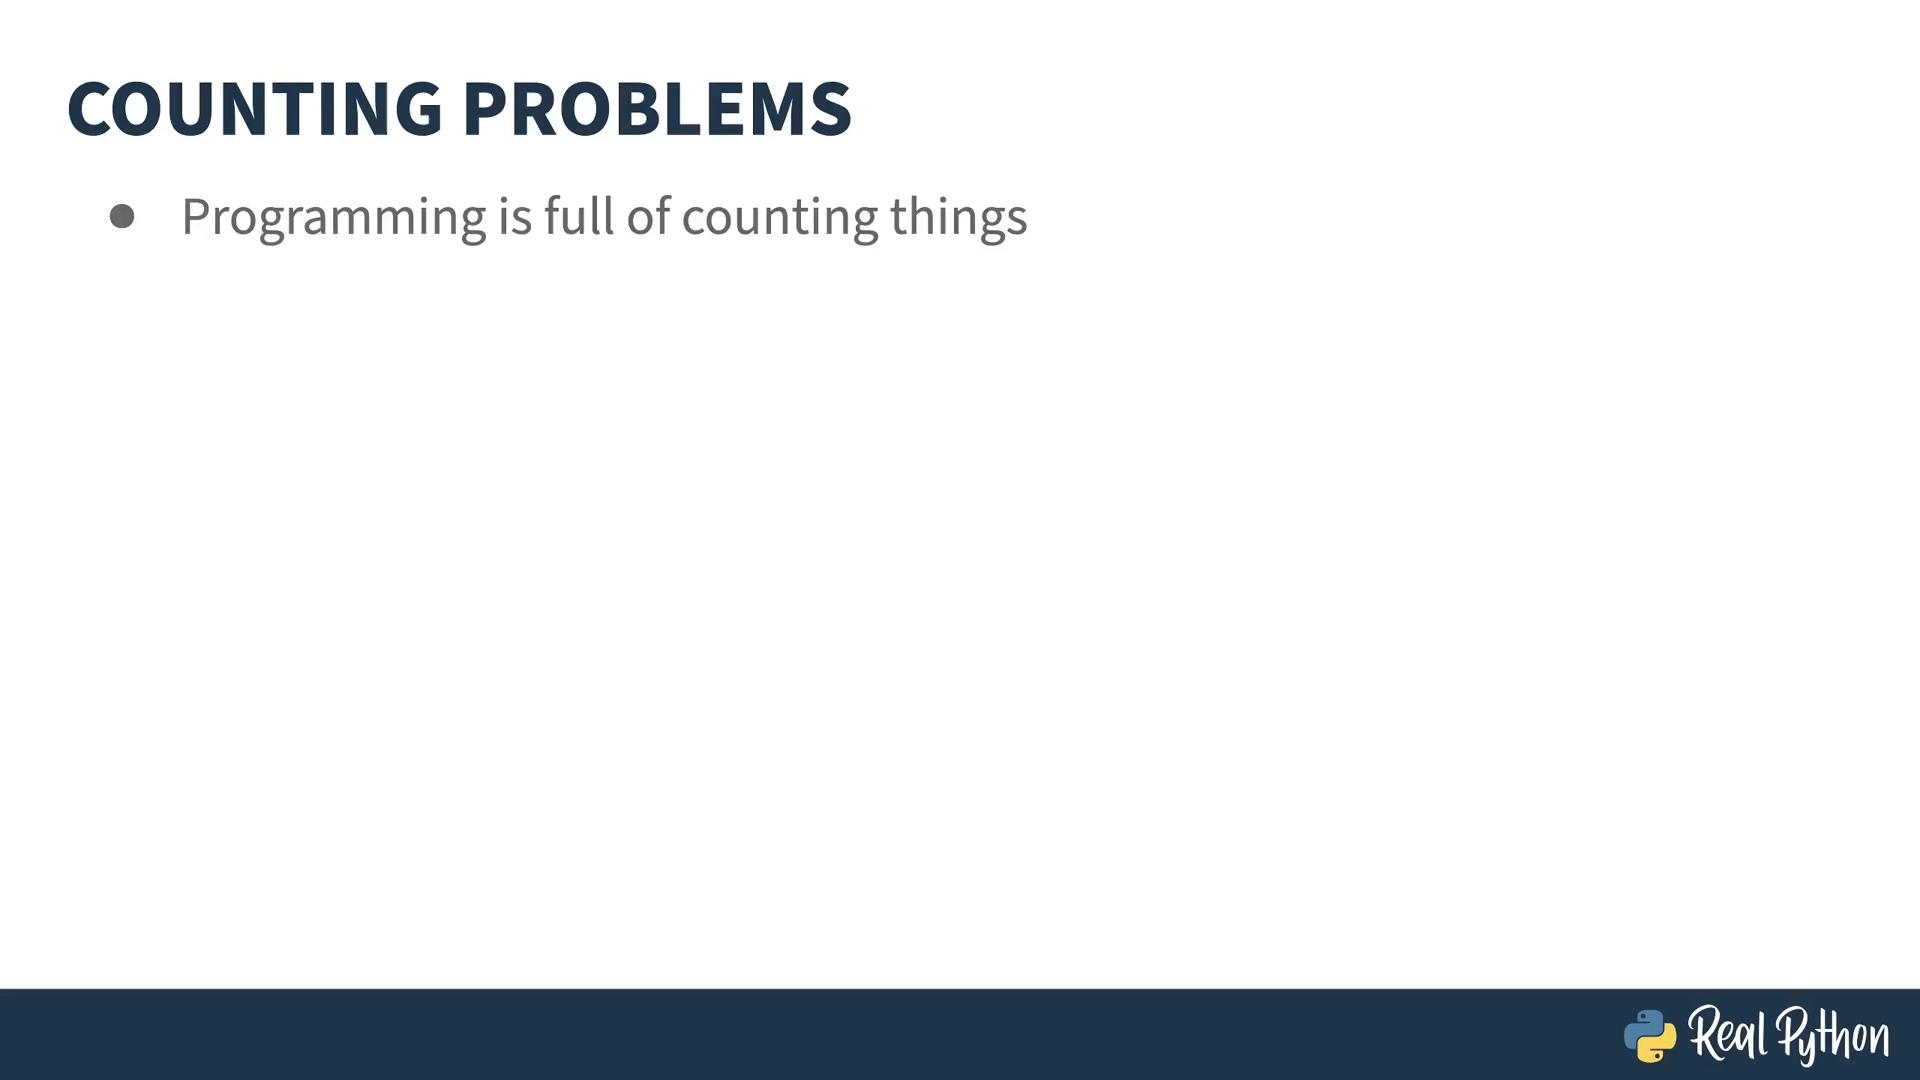 COUNTING PROBLEMS
● Programming is full of counting things
Real Python